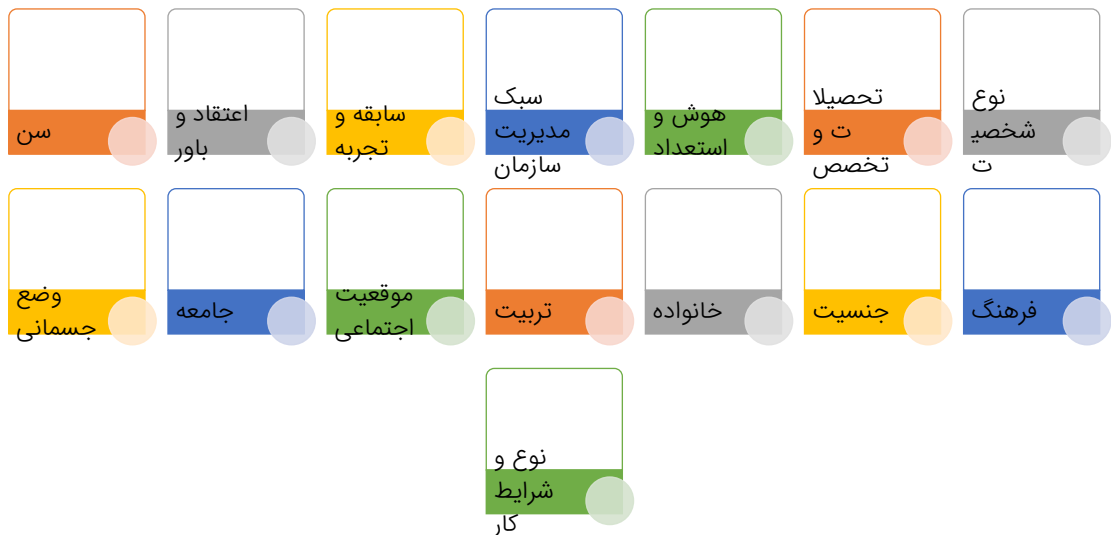 نوع
شخصی
ت
تحصیلا
ت و
تخصص
هوش و
استعداد
سبک
مدیریت
سازمان
سابقه و
تجربه
اعتقاد و
باور
سن
فرهنگ
جنسیت
خانواده
تربیت
موقعیت
اجتماعی
جامعه
وضع
جسمانی
نوع و
شرایط
کار